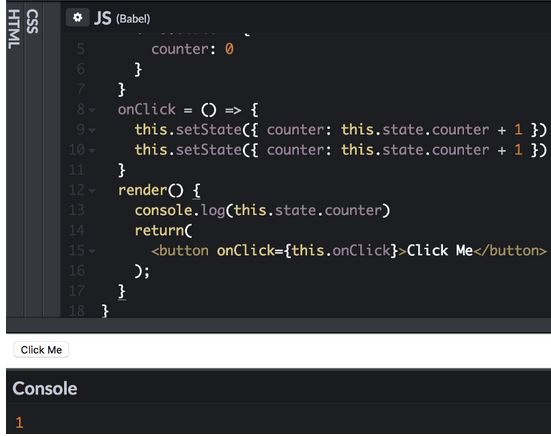 HTML
CSS
JS (Babel)
5 counter: 0
6 }
7 }
8 onClick = () => {
9 this.setState({ counter: this.state.counter + 1 })
10 this.setState({ counter: this.state.counter + 1 })
11 }
12 render() {
13 console.log(this.state.counter)
14 return(
15 <button onClick={this.onClick}>Click Me</button>
16 );
17 }
18 }
Click Me
Console
1